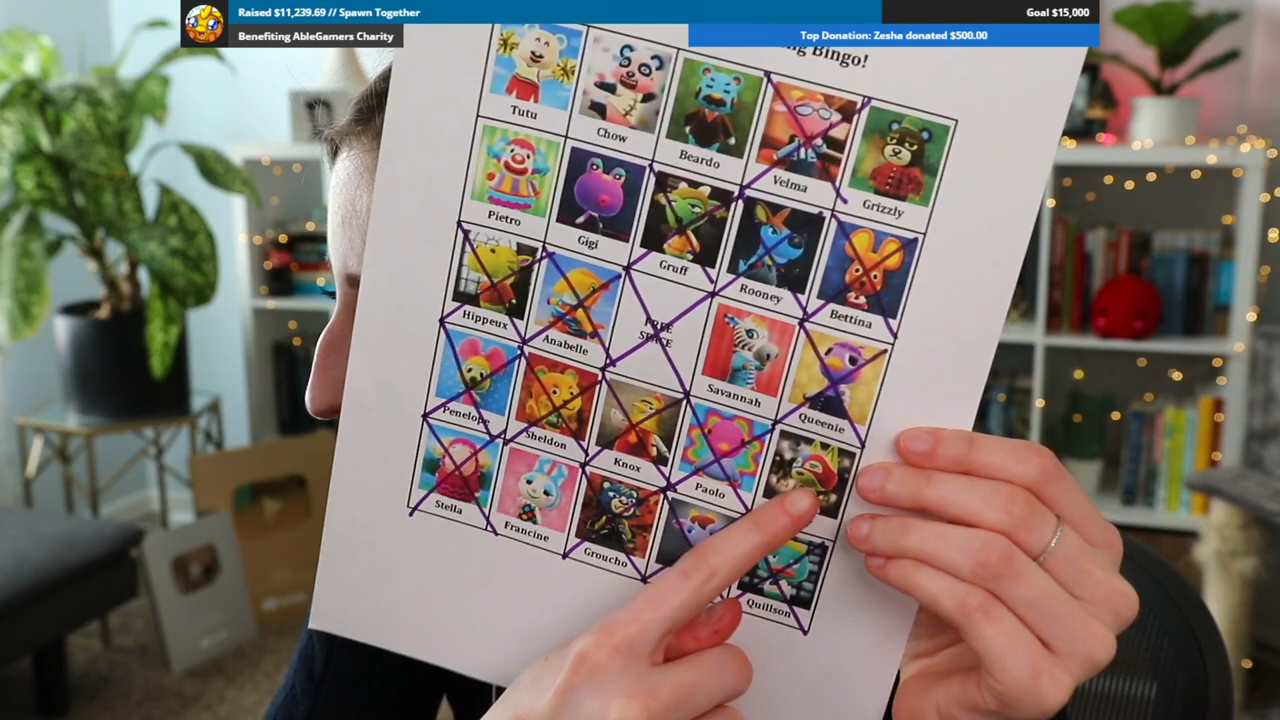 Raised $11,239.69 // Spawn Together
Goal $15,000
Benefiting AbleGamers Charity
Top Donation: Zesha donated $500.00
Bingo!
Tutu
Chow
Beardo
Velma
Grizzly
Pietro
Gigi
Gruff
Rooney
Bettina
Hippeux
Anabelle
FREE
SPACE
Savannah
Queenie
Penelope
Sheldon
Knox
Paolo
Stella
Francine
Groucho
Quillson